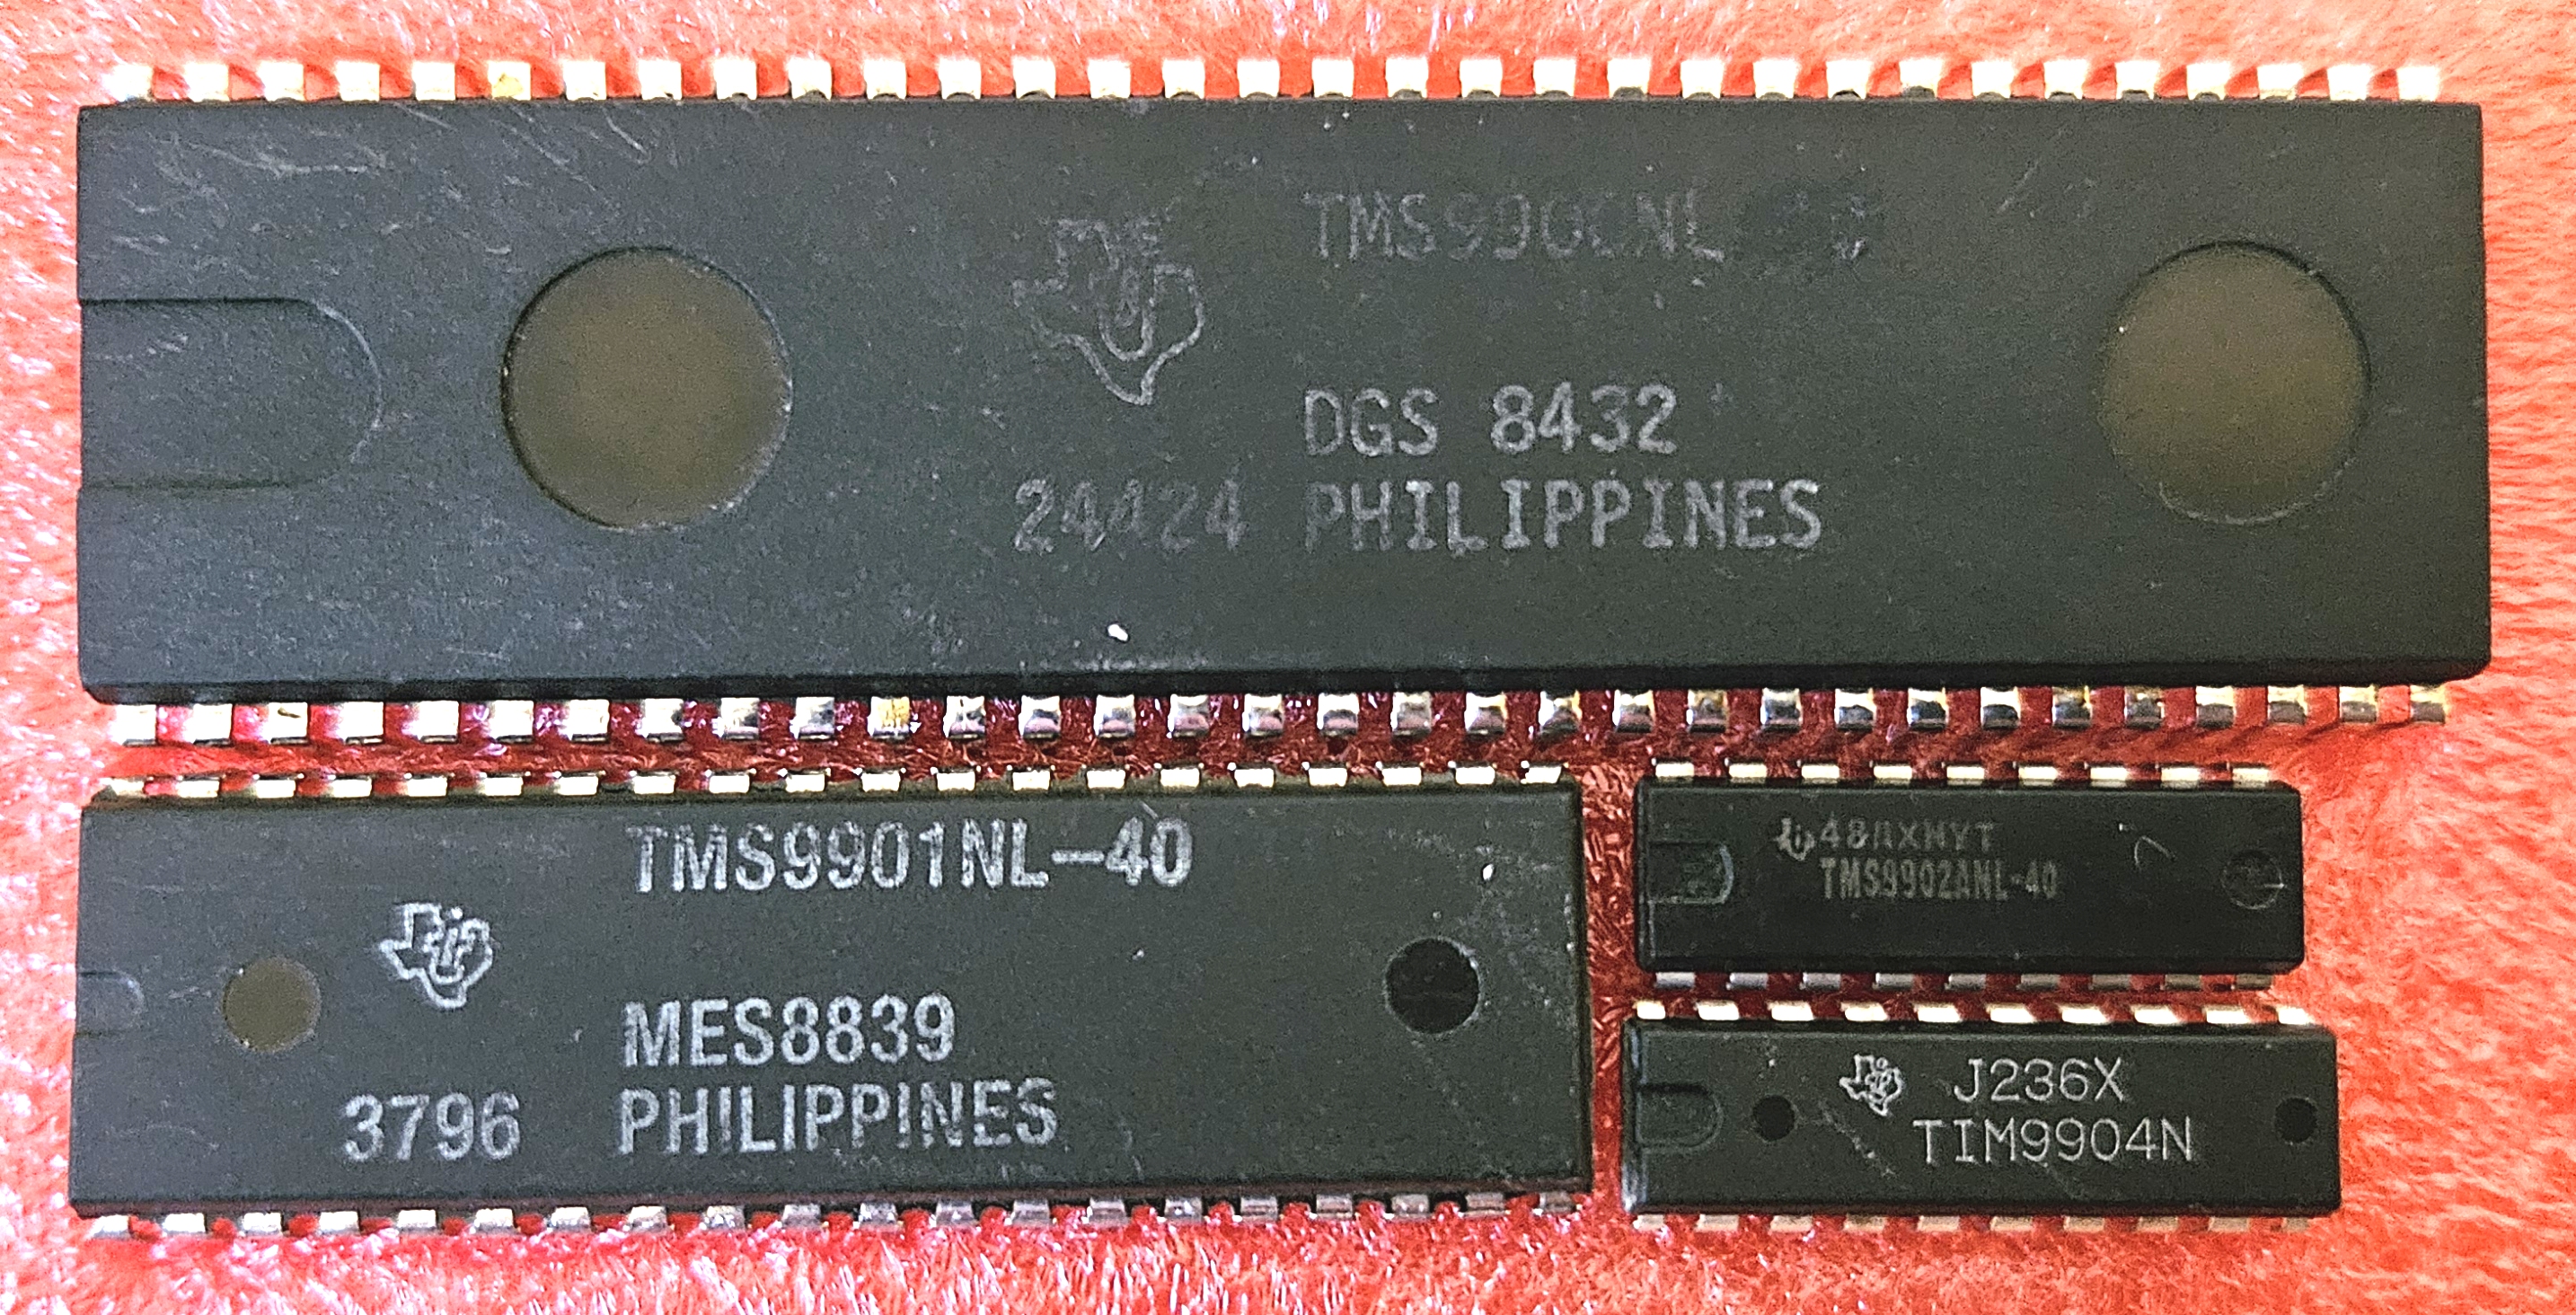 TMS9900NL
DGS 8432
24424 PHILIPPINES
TMS9901NL-40
MES8839
3796 PHILIPPINES
TMS9902ANL-40
J236X
TIM9904N